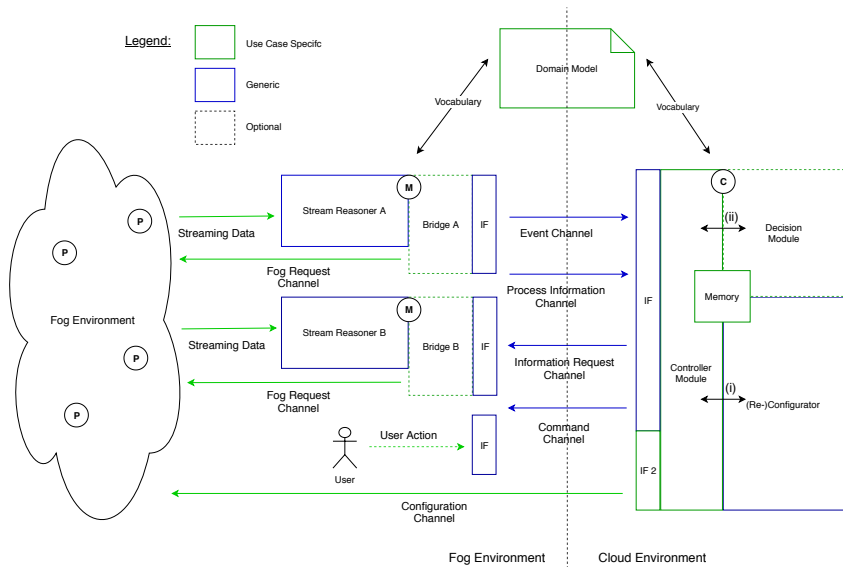 Legend:
Use Case Specifc
Generic
Optional
Domain Model
Vocabulary
Vocabulary
M
C
Stream Reasoner A
Bridge A
IF
P
P
Streaming Data
Event Channel
(ii)
Decision
Module
Fog Request
Channel
Process Information
Channel
IF
Memory
Fog Environment
M
Stream Reasoner B
Bridge B
IF
Streaming Data
Information Request
Channel
P
Controller
Module
(i)
(Re-)Configurator
Fog Request
Channel
P
Command
Channel
User Action
IF
User
IF 2
Configuration
Channel
Fog Environment
Cloud Environment